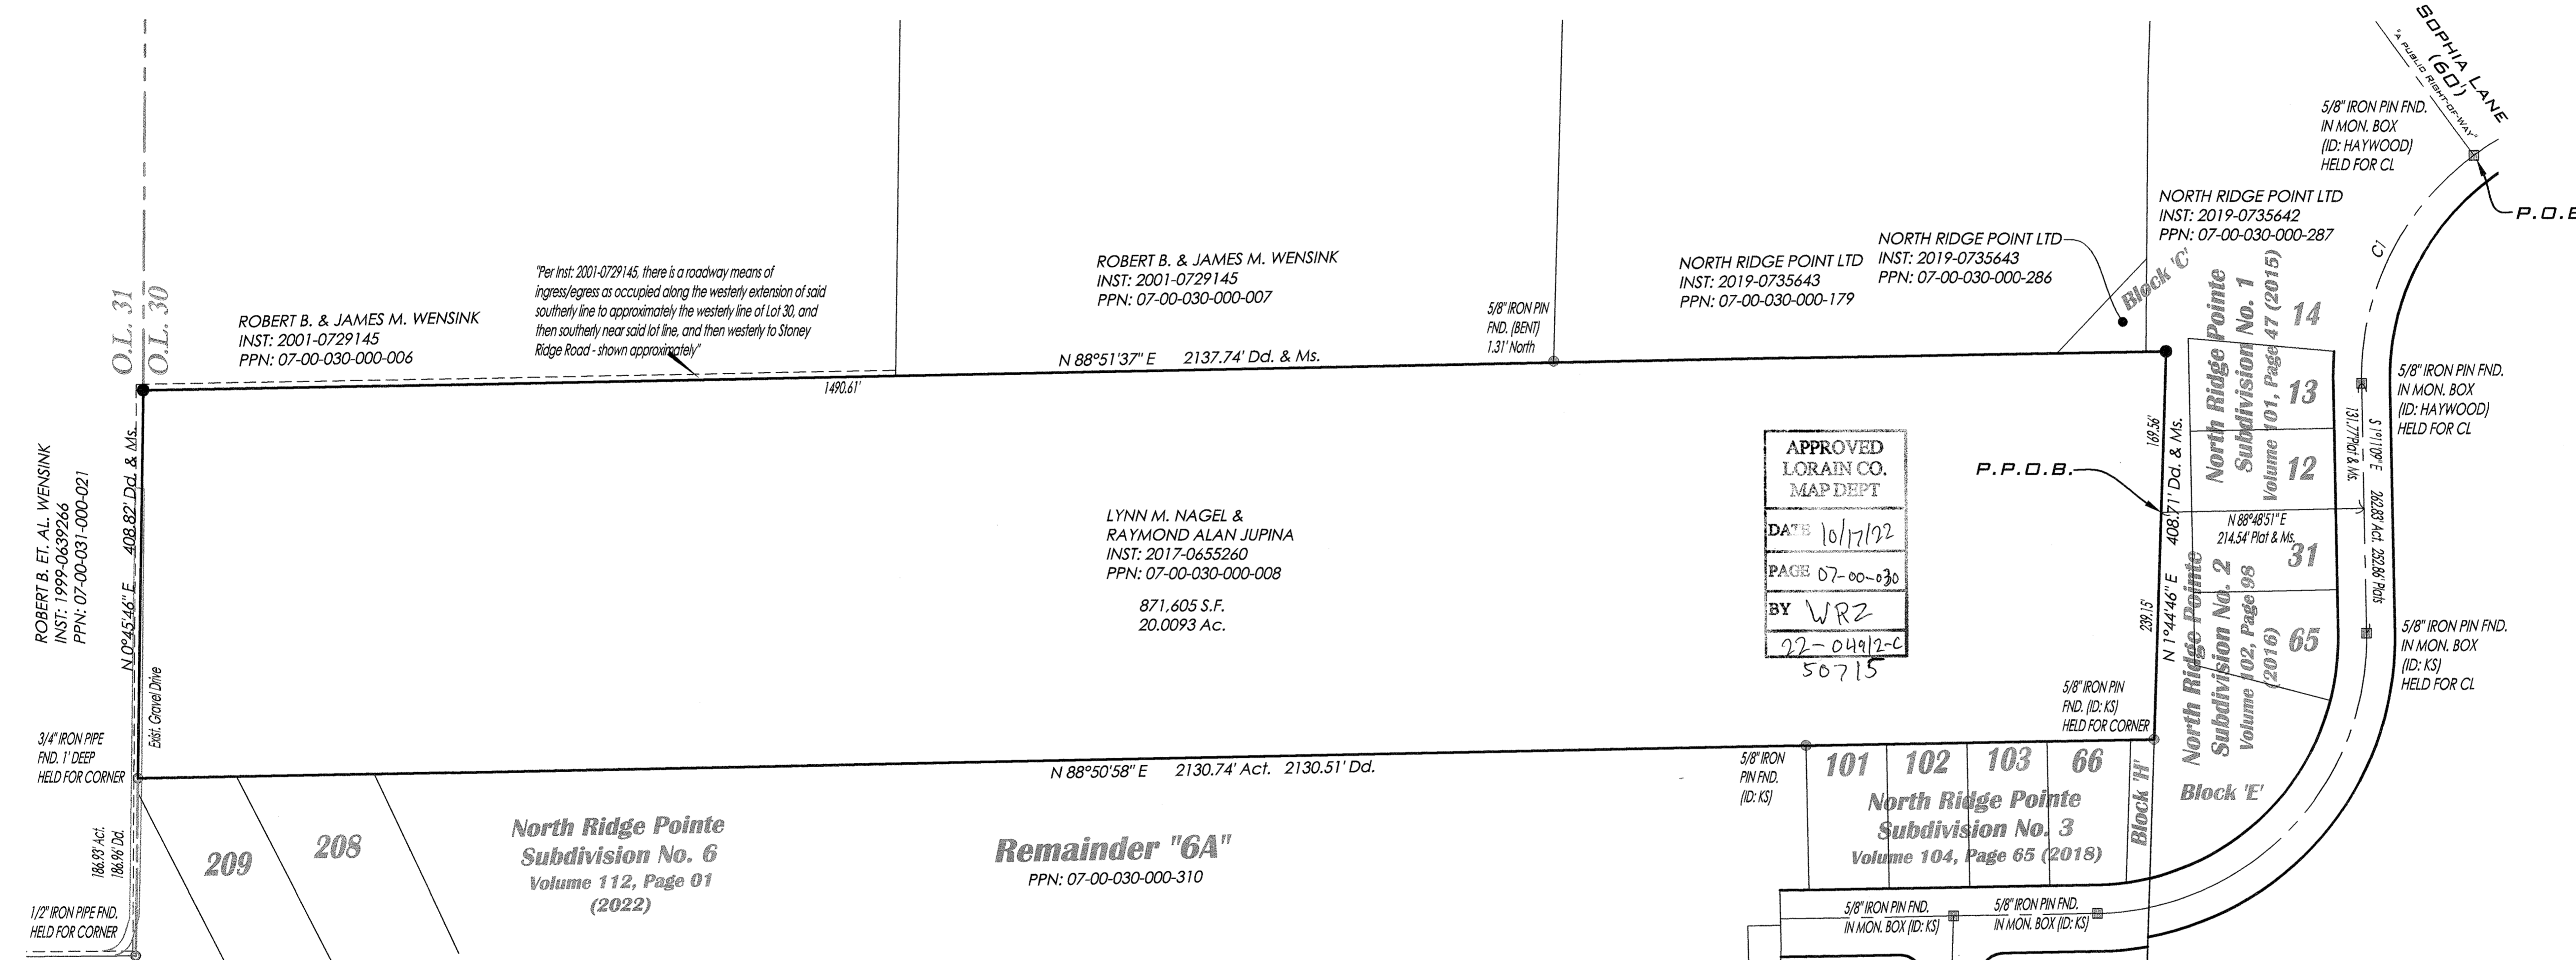 SOPHIA LANE
(60')
"A PUBLIC RIGHT-OF-WAY"
5/8" IRON PIN FND.
IN MON. BOX
(ID: HAYWOOD)
HELD FOR CL
P.O.B
C1
O.L. 31
O.L. 30
ROBERT B. & JAMES M. WENSINK
INST: 2001-0729145
PPN: 07-00-030-000-006
"Per Inst: 2001-0729145, there is a roadway means of
ingress/egress as occupied along the westerly extension of said
southerly line to approximately the westerly line of Lot 30, and
then southerly near said lot line, and then westerly to Stoney
Ridge Road - shown approximately"
ROBERT B. & JAMES M. WENSINK
INST: 2001-0729145
PPN: 07-00-030-000-007
5/8" IRON PIN
FND. (BENT)
1.31' North
NORTH RIDGE POINT LTD
INST: 2019-0735643
PPN: 07-00-030-000-179
NORTH RIDGE POINT LTD
INST: 2019-0735643
PPN: 07-00-030-000-286
NORTH RIDGE POINT LTD
INST: 2019-0735642
PPN: 07-00-030-000-287
Block 'C'
North Ridge Pointe
Subdivision No. 1
Volume 101, Page 47 (2015)
14
13
12
N 88°51'37" E 2137.74' Dd. & Ms.
1490.61'
5/8" IRON PIN FND.
IN MON. BOX
(ID: HAYWOOD)
HELD FOR CL
131.77' Plat & Ms.
S 1°11'09" E 262.83' Act. 252.86' Plats
ROBERT B. ET. AL. WENSINK
INST: 1999-0639266
PPN: 07-00-031-000-021
N 0°45'46" E 408.82' Dd. & Ms.
Exist. Gravel Drive
LYNN M. NAGEL &
RAYMOND ALAN JUPINA
INST: 2017-0655260
PPN: 07-00-030-000-008
871,605 S.F.
20.0093 Ac.
APPROVED
LORAIN CO.
MAP DEPT
DATE 10/17/22
PAGE 07-00-030
BY WRZ
22-04912-C
50715
P.P.O.B.
169.56'
239.15'
N 1°44'46" E 408.71' Dd. & Ms.
N 88°48'51" E
214.54' Plat & Ms.
31
65
North Ridge Pointe
Subdivision No. 2
Volume 102, Page 98
(2016)
5/8" IRON PIN FND.
IN MON. BOX
(ID: KS)
HELD FOR CL
5/8" IRON PIN
FND. (ID: KS)
HELD FOR CORNER
3/4" IRON PIPE
FND. 1' DEEP
HELD FOR CORNER
N 88°50'58" E 2130.74' Act. 2130.51' Dd.
5/8" IRON
PIN FND.
(ID: KS)
101
102
103
66
Block 'H'
Block 'E'
North Ridge Pointe
Subdivision No. 3
Volume 104, Page 65 (2018)
186.93' Act.
186.96' Dd.
209
208
North Ridge Pointe
Subdivision No. 6
Volume 112, Page 01
(2022)
Remainder "6A"
PPN: 07-00-030-000-310
1/2" IRON PIPE FND.
HELD FOR CORNER
5/8" IRON PIN FND.
IN MON. BOX (ID: KS)
5/8" IRON PIN FND.
IN MON. BOX (ID: KS)